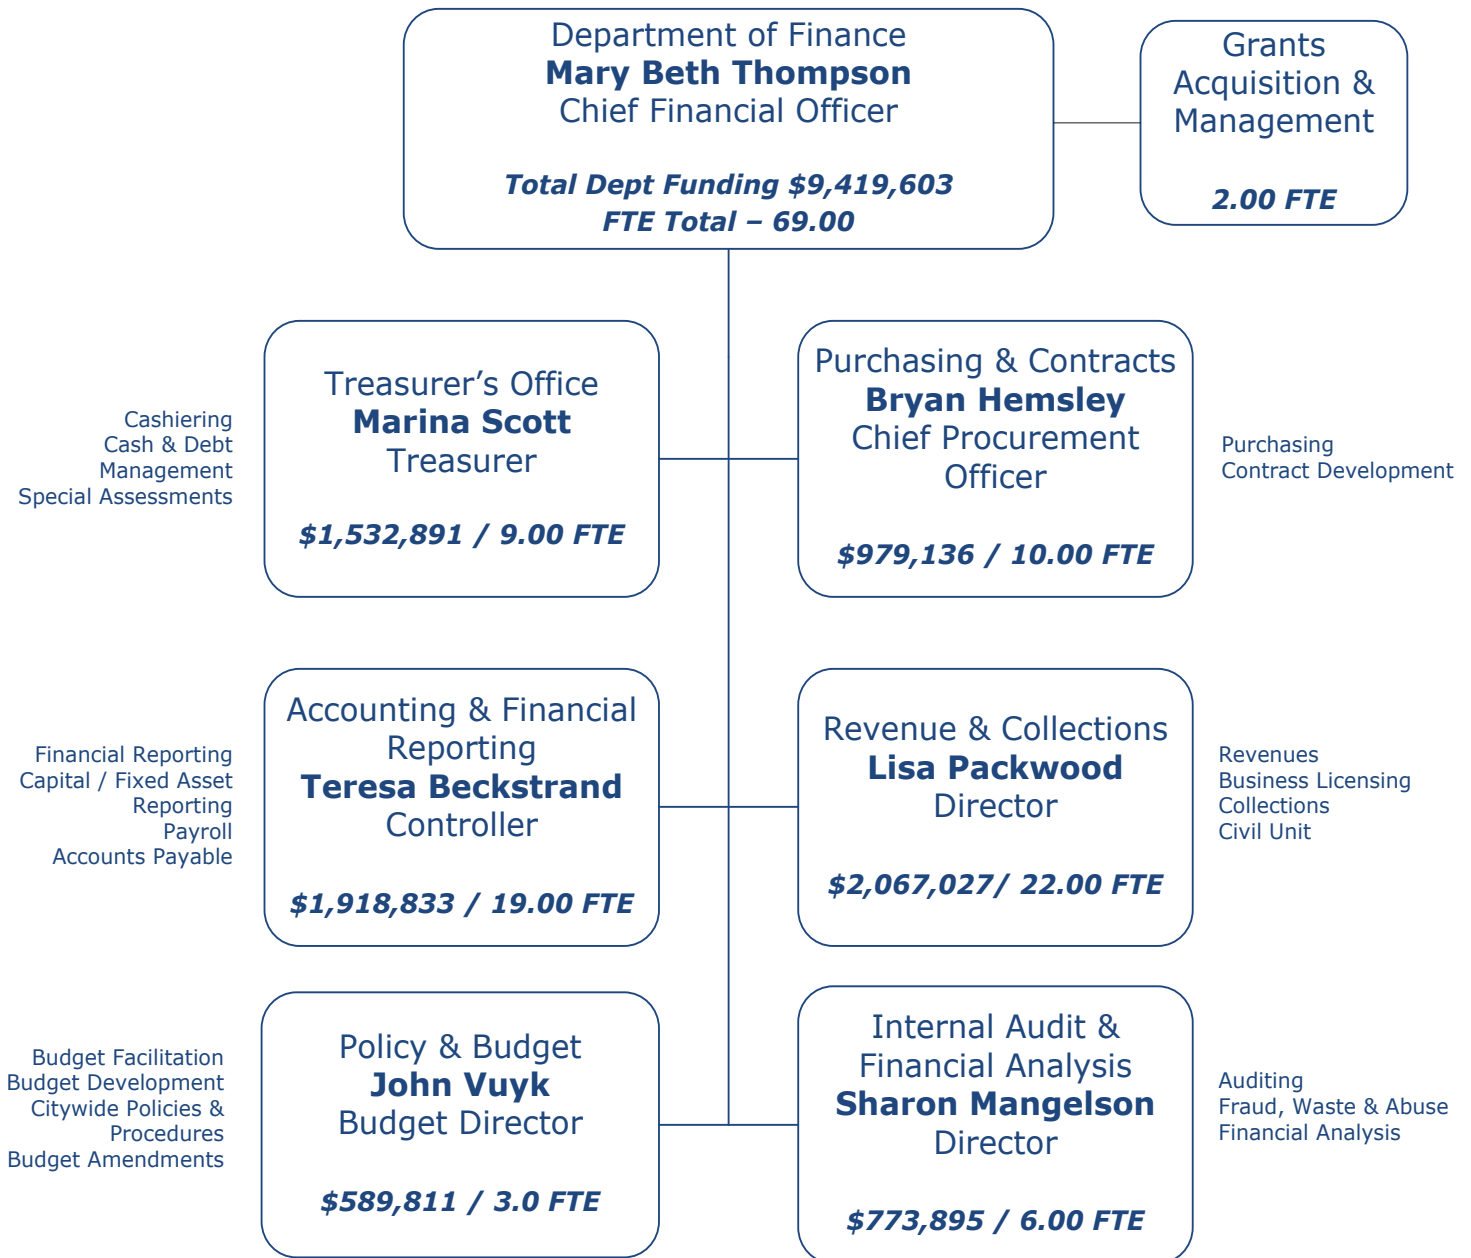 Department of Finance
Mary Beth Thompson
Chief Financial Officer
Total Dept Funding $9,419,603
FTE Total – 69.00
Grants
Acquisition &
Management
2.00 FTE
Cashiering
Cash & Debt
Management
Special Assessments
Treasurer’s Office
Marina Scott
Treasurer
$1,532,891 / 9.00 FTE
Purchasing & Contracts
Bryan Hemsley
Chief Procurement
Officer
$979,136 / 10.00 FTE
Purchasing
Contract Development
Financial Reporting
Capital / Fixed Asset
Reporting
Payroll
Accounts Payable
Accounting & Financial
Reporting
Teresa Beckstrand
Controller
$1,918,833 / 19.00 FTE
Revenue & Collections
Lisa Packwood
Director
$2,067,027/ 22.00 FTE
Revenues
Business Licensing
Collections
Civil Unit
Budget Facilitation
Budget Development
Citywide Policies &
Procedures
Budget Amendments
Policy & Budget
John Vuyk
Budget Director
$589,811 / 3.0 FTE
Internal Audit &
Financial Analysis
Sharon Mangelson
Director
$773,895 / 6.00 FTE
Auditing
Fraud, Waste & Abuse
Financial Analysis